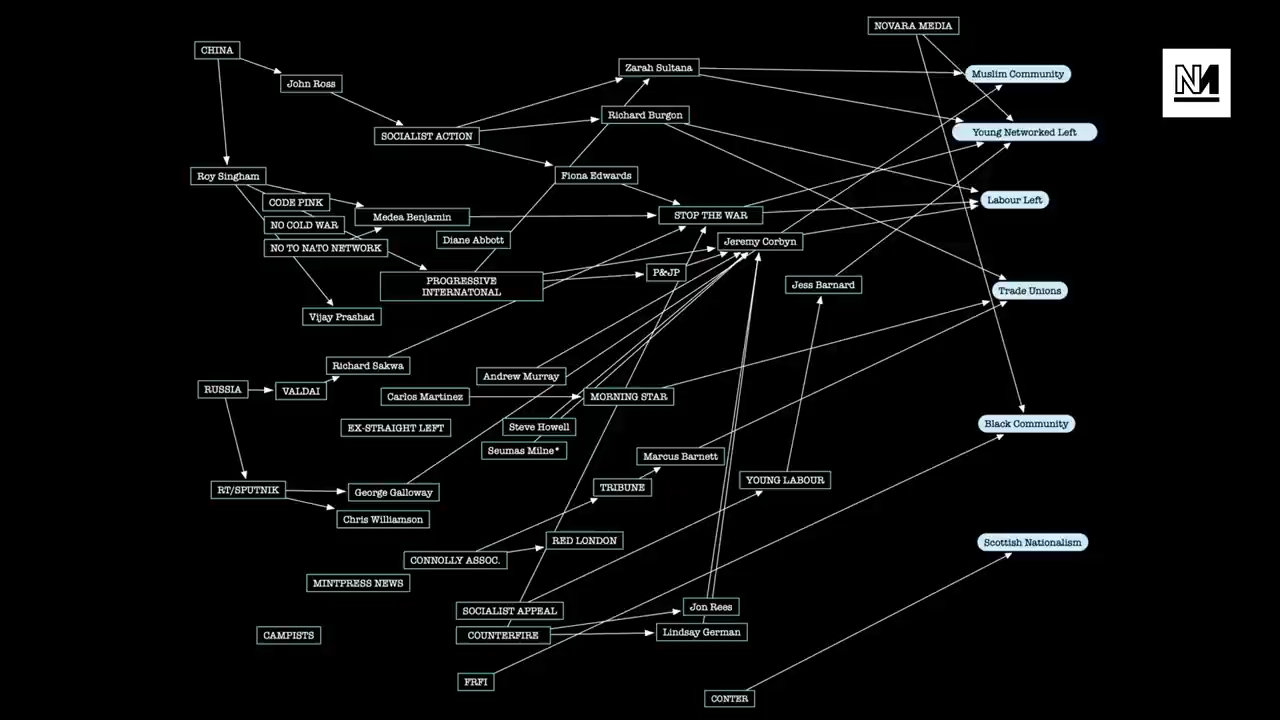 NOVARA MEDIA
CHINA
Zarah Sultana
Muslim Community
John Ross
Richard Burgon
SOCIALIST ACTION
Young Networked Left
Roy Singham
Fiona Edwards
CODE PINK
Labour Left
Medea Benjamin
STOP THE WAR
NO COLD WAR
Diane Abbott
Jeremy Corbyn
NO TO NATO NETWORK
P&JP
PROGRESSIVE
INTERNATONAL
Jess Barnard
Trade Unions
Vijay Prashad
Richard Sakwa
Andrew Murray
RUSSIA
VALDAI
Carlos Martinez
MORNING STAR
EX-STRAIGHT LEFT
Steve Howell
Black Community
Seumas Milne*
Marcus Barnett
YOUNG LABOUR
RT/SPUTNIK
George Galloway
TRIBUNE
Chris Williamson
RED LONDON
Scottish Nationalism
CONNOLLY ASSOC.
MINTPRESS NEWS
SOCIALIST APPEAL
Jon Rees
CAMPISTS
COUNTERFIRE
Lindsay German
FRFI
CONTER